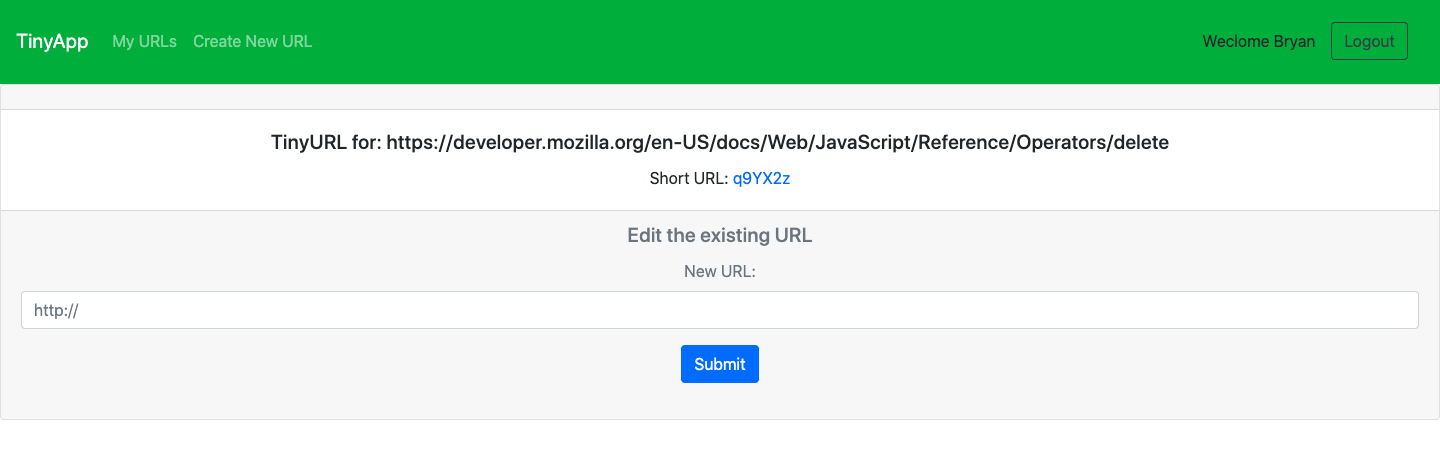 TinyApp My URLs Create New URL Weclome Bryan Logout
TinyURL for: https://developer.mozilla.org/en-US/docs/Web/JavaScript/Reference/Operators/delete
Short URL: q9YX2z
Edit the existing URL
New URL:
http://
Submit